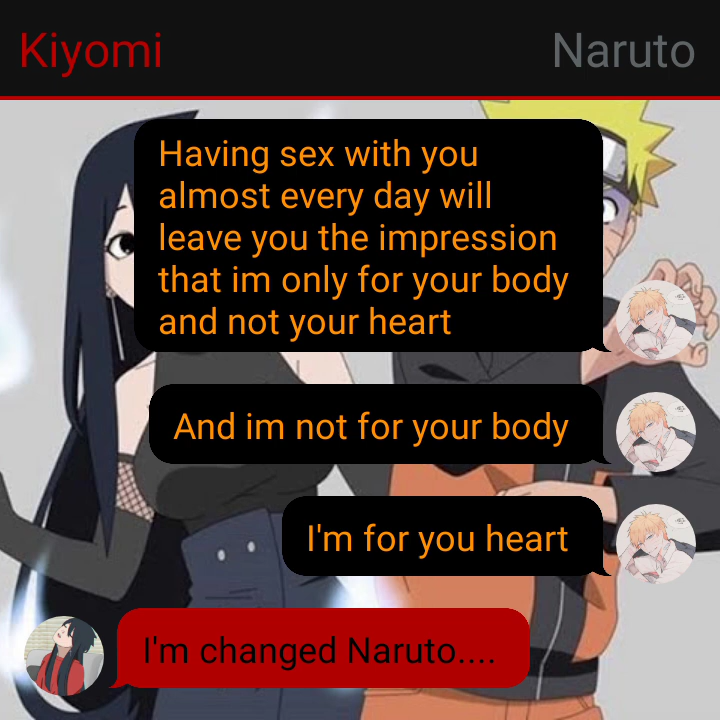 Kiyomi
Naruto
Having sex with you
almost every day will
leave you the impression
that im only for your body
and not your heart
And im not for your body
I'm for you heart
I'm changed Naruto....